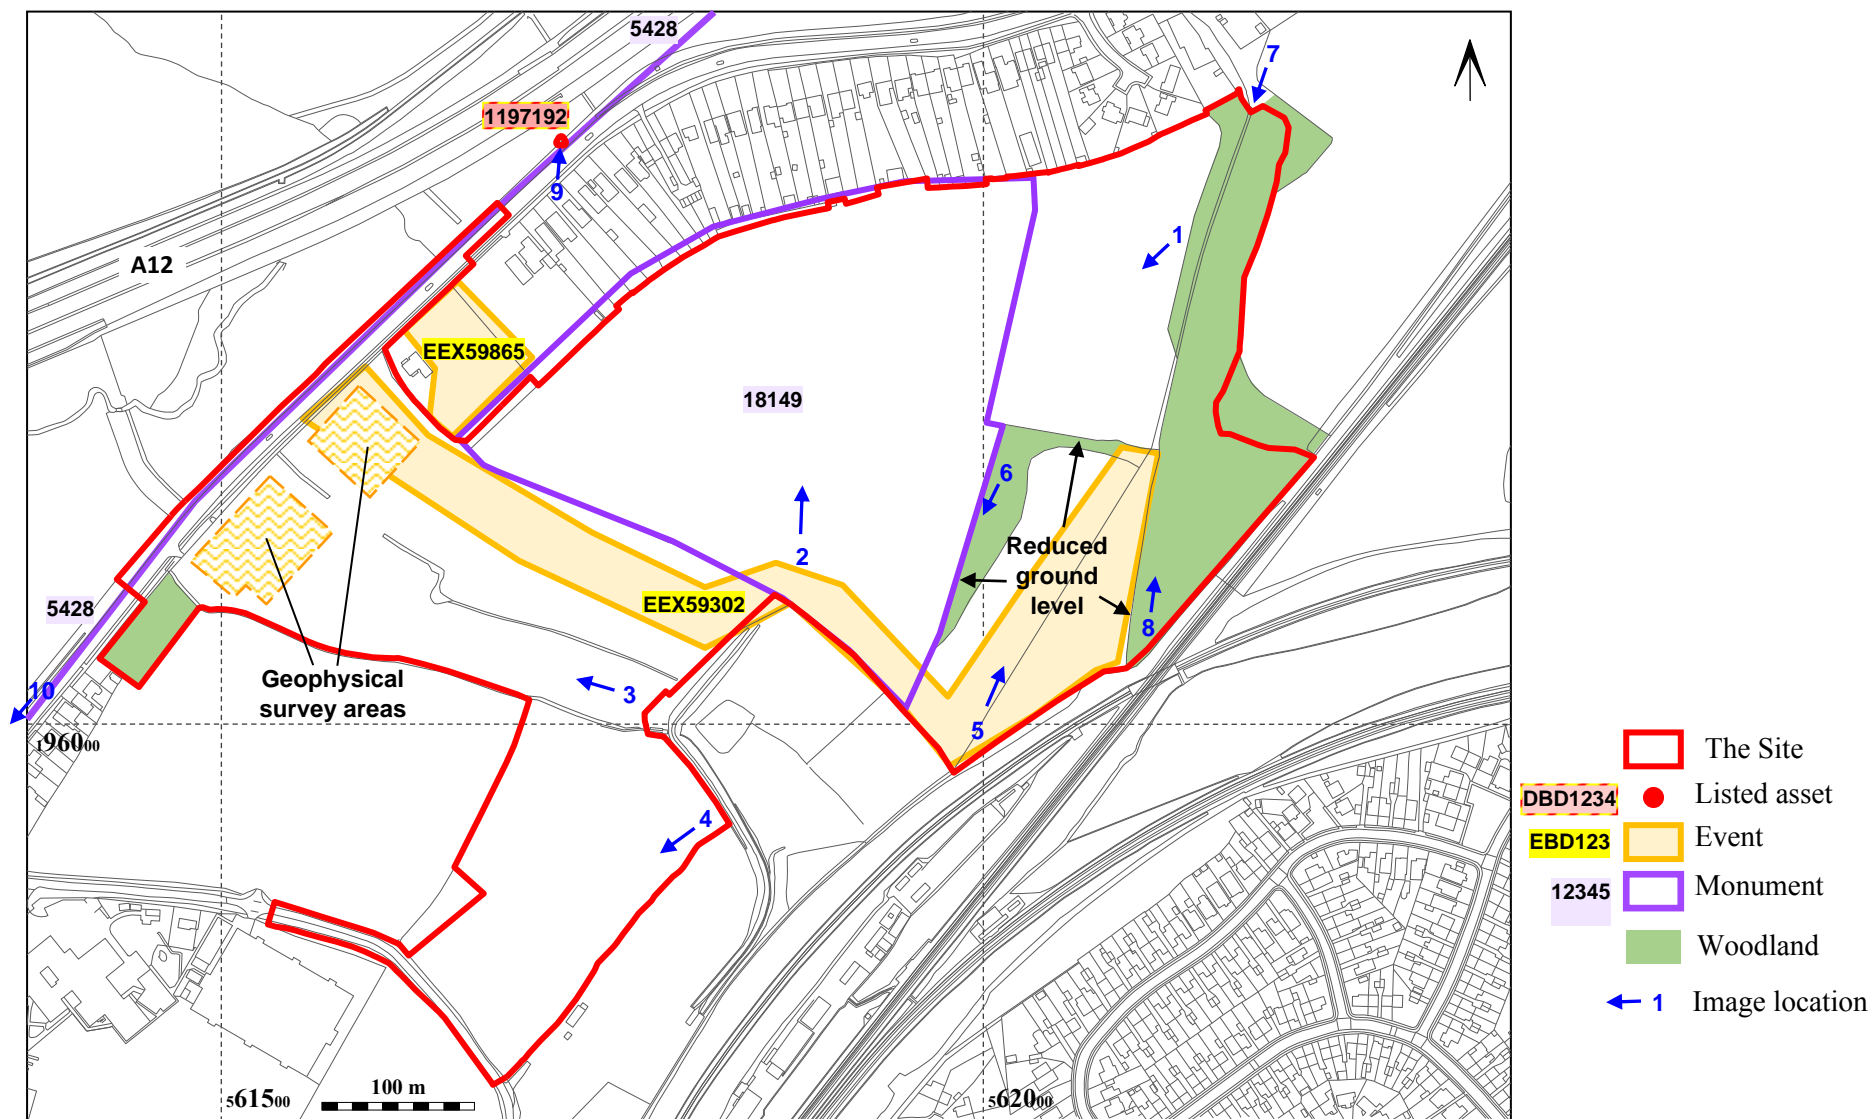 5428
7
1197192
9
1
A12
EEX59865
18149
6
2
Reduced
ground
level
EEX59302
5428
8
Geophysical
survey areas
3
10
5
196000
4
561500
100 m
562000
The Site
DBD1234
Listed asset
EBD123
Event
12345
Monument
Woodland
1
Image location